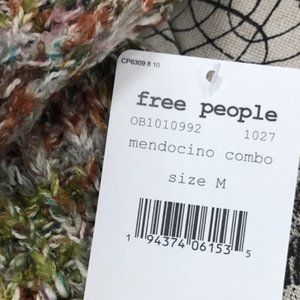 CP6309 8 10
free people
OB1010992 1027
mendocino combo
size M
1 94374 06153 5